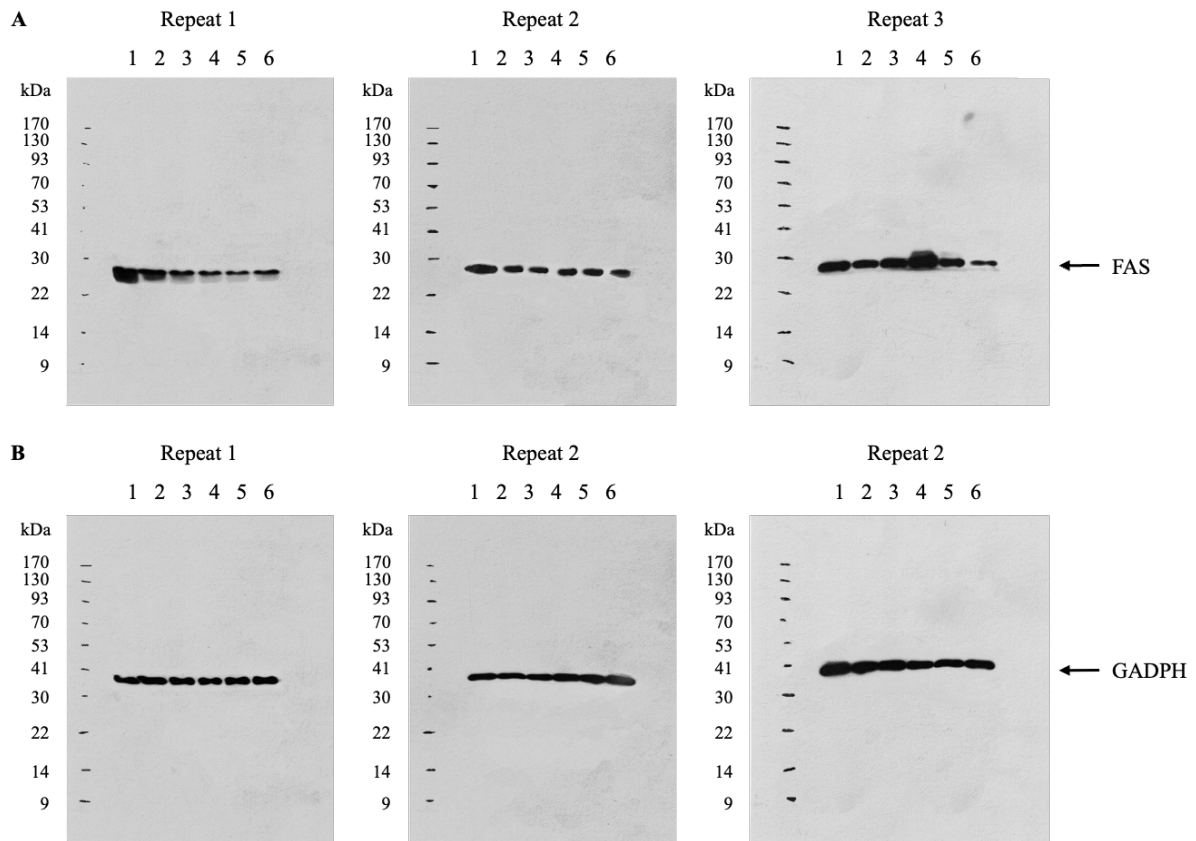 A Repeat 1 Repeat 2 Repeat 3
1 2 3 4 5 6 1 2 3 4 5 6 1 2 3 4 5 6
kDa kDa kDa
170 170 170
130 130 130
93 93 93
70 70 70
53 53 53
41 41 41
30 30 30
FAS
22 22 22
14 14 14
9 9 9
B Repeat 1 Repeat 2 Repeat 2
1 2 3 4 5 6 1 2 3 4 5 6 1 2 3 4 5 6
kDa kDa kDa
170 170 170
130 130 130
93 93 93
70 70 70
53 53 53
41 41 41 GADPH
30 30 30
22 22 22
14 14 14
9 9 9